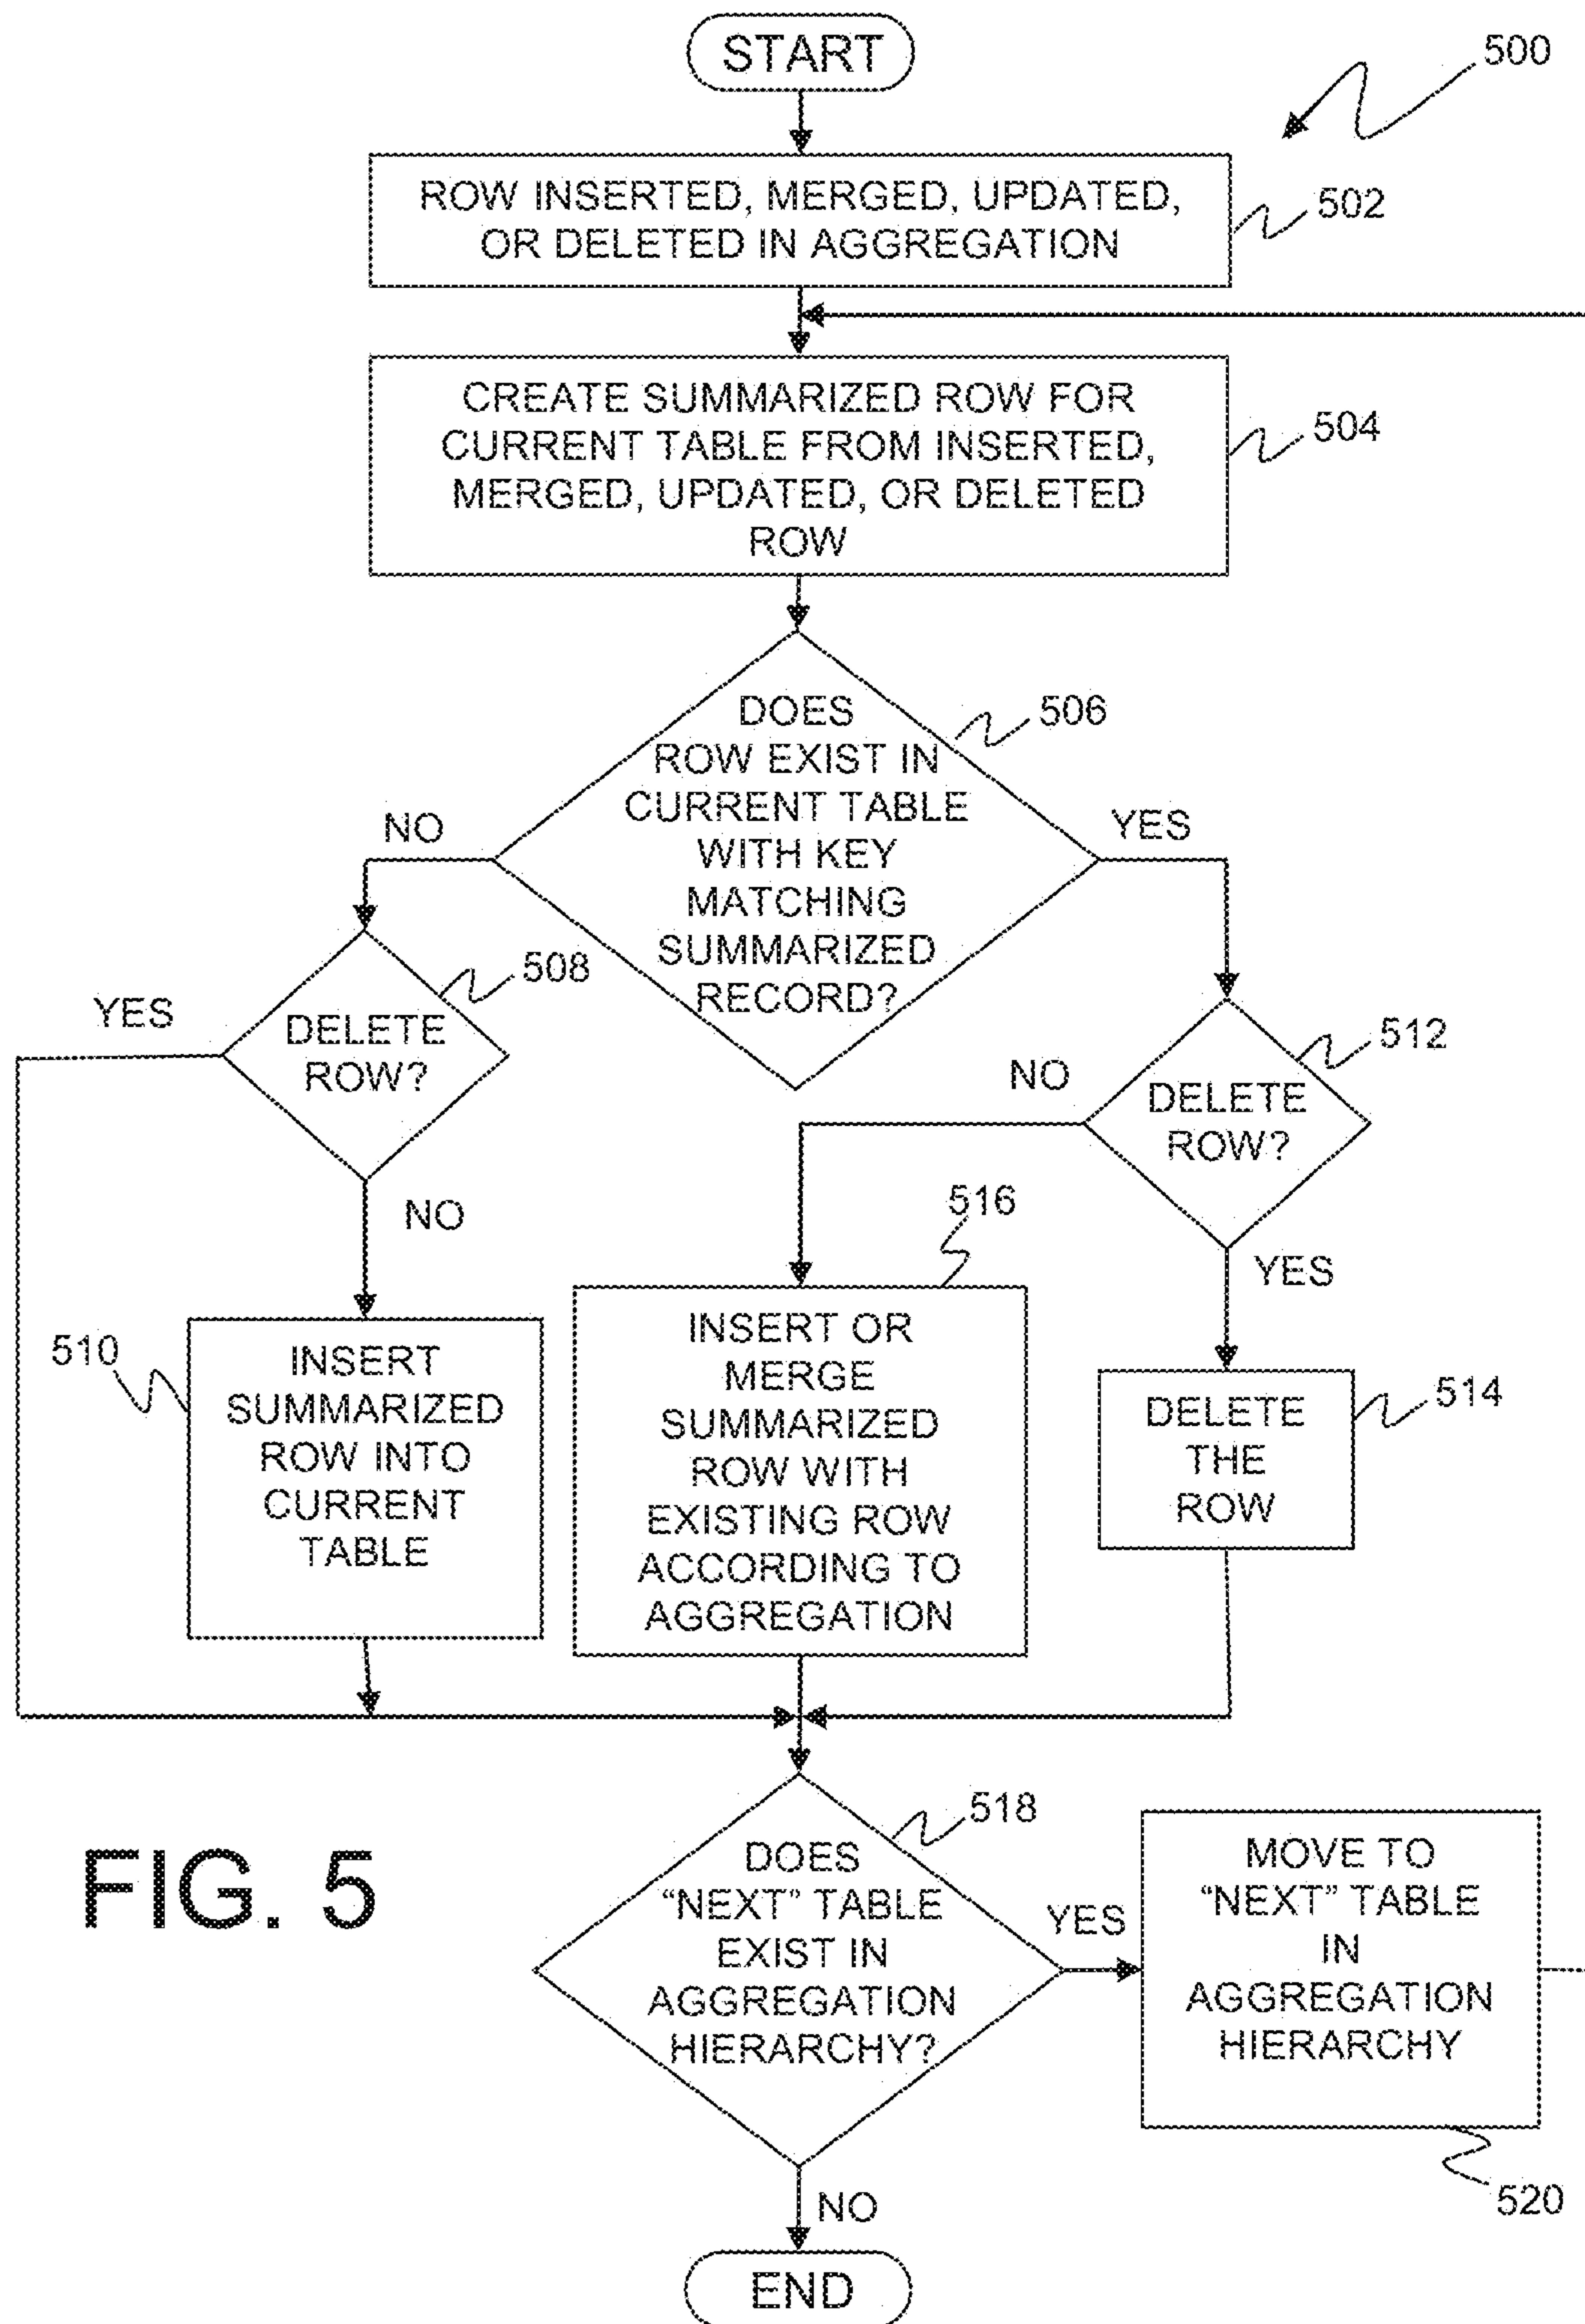 START
500
ROW INSERTED, MERGED, UPDATED,
OR DELETED IN AGGREGATION
502
CREATE SUMMARIZED ROW FOR
CURRENT TABLE FROM INSERTED,
MERGED, UPDATED, OR DELETED
ROW
504
DOES
ROW EXIST IN
CURRENT TABLE
WITH KEY
MATCHING
SUMMARIZED
RECORD?
506
NO
YES
DELETE
ROW?
508
YES
NO
DELETE
ROW?
512
NO
YES
510
INSERT
SUMMARIZED
ROW INTO
CURRENT
TABLE
516
INSERT OR
MERGE
SUMMARIZED
ROW WITH
EXISTING ROW
ACCORDING TO
AGGREGATION
DELETE
THE
ROW
514
DOES
“NEXT” TABLE
EXIST IN
AGGREGATION
HIERARCHY?
518
YES
MOVE TO
“NEXT” TABLE
IN
AGGREGATION
HIERARCHY
520
NO
END
FIG. 5